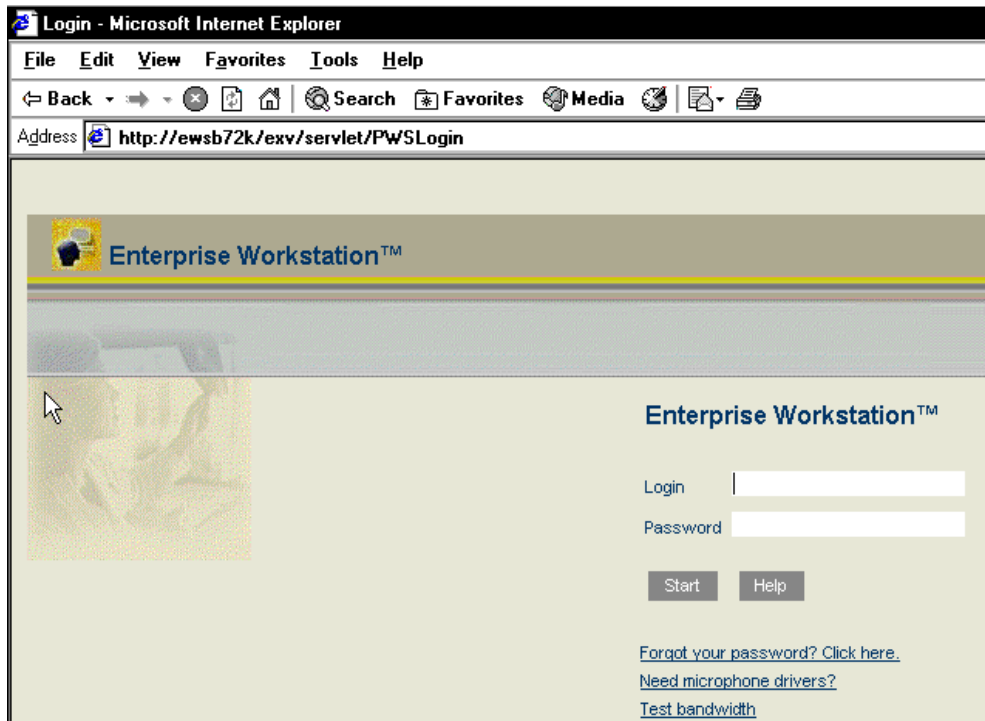 Login - Microsoft Internet Explorer
File Edit View Favorites Tools Help
Back Search Favorites Media
Address http://ewsb72k/exv/servlet/PWSLogin
Enterprise Workstation™
Enterprise Workstation™
Login
Password
Start Help
Forgot your password? Click here.
Need microphone drivers?
Test bandwidth